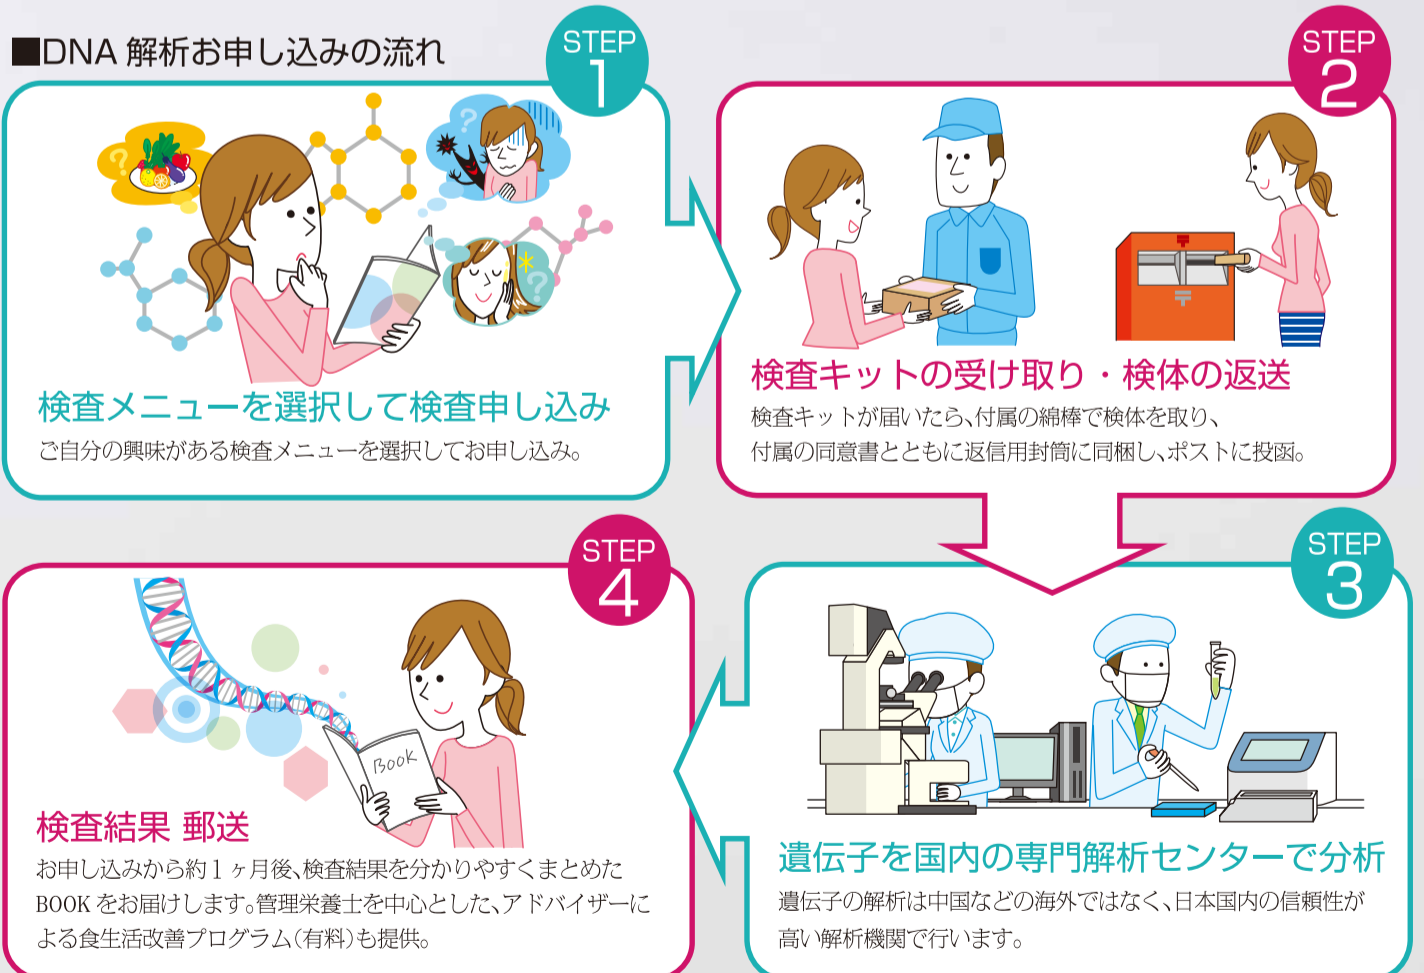 ■DNA 解析お申し込みの流れ
STEP
1
検査メニューを選択して検査申し込み
ご自分の興味がある検査メニューを選択してお申し込み。
STEP
2
検査キットの受け取り・検体の返送
検査キットが届いたら、付属の綿棒で検体を取り、
付属の同意書とともに返信用封筒に同梱し、ポストに投函。
STEP
3
遺伝子を国内の専門解析センターで分析
遺伝子の解析は中国などの海外ではなく、日本国内の信頼性が
高い解析機関で行います。
STEP
4
BOOK
検査結果 郵送
お申し込みから約1ヶ月後、検査結果を分かりやすくまとめた
BOOKをお届けします。管理栄養士を中心とした、アドバイザーに
よる食生活改善プログラム(有料)も提供。